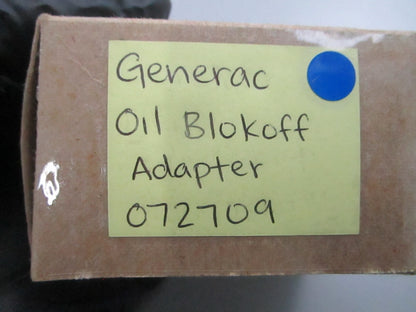 Generac
Oil Blokoff
Adapter
072709